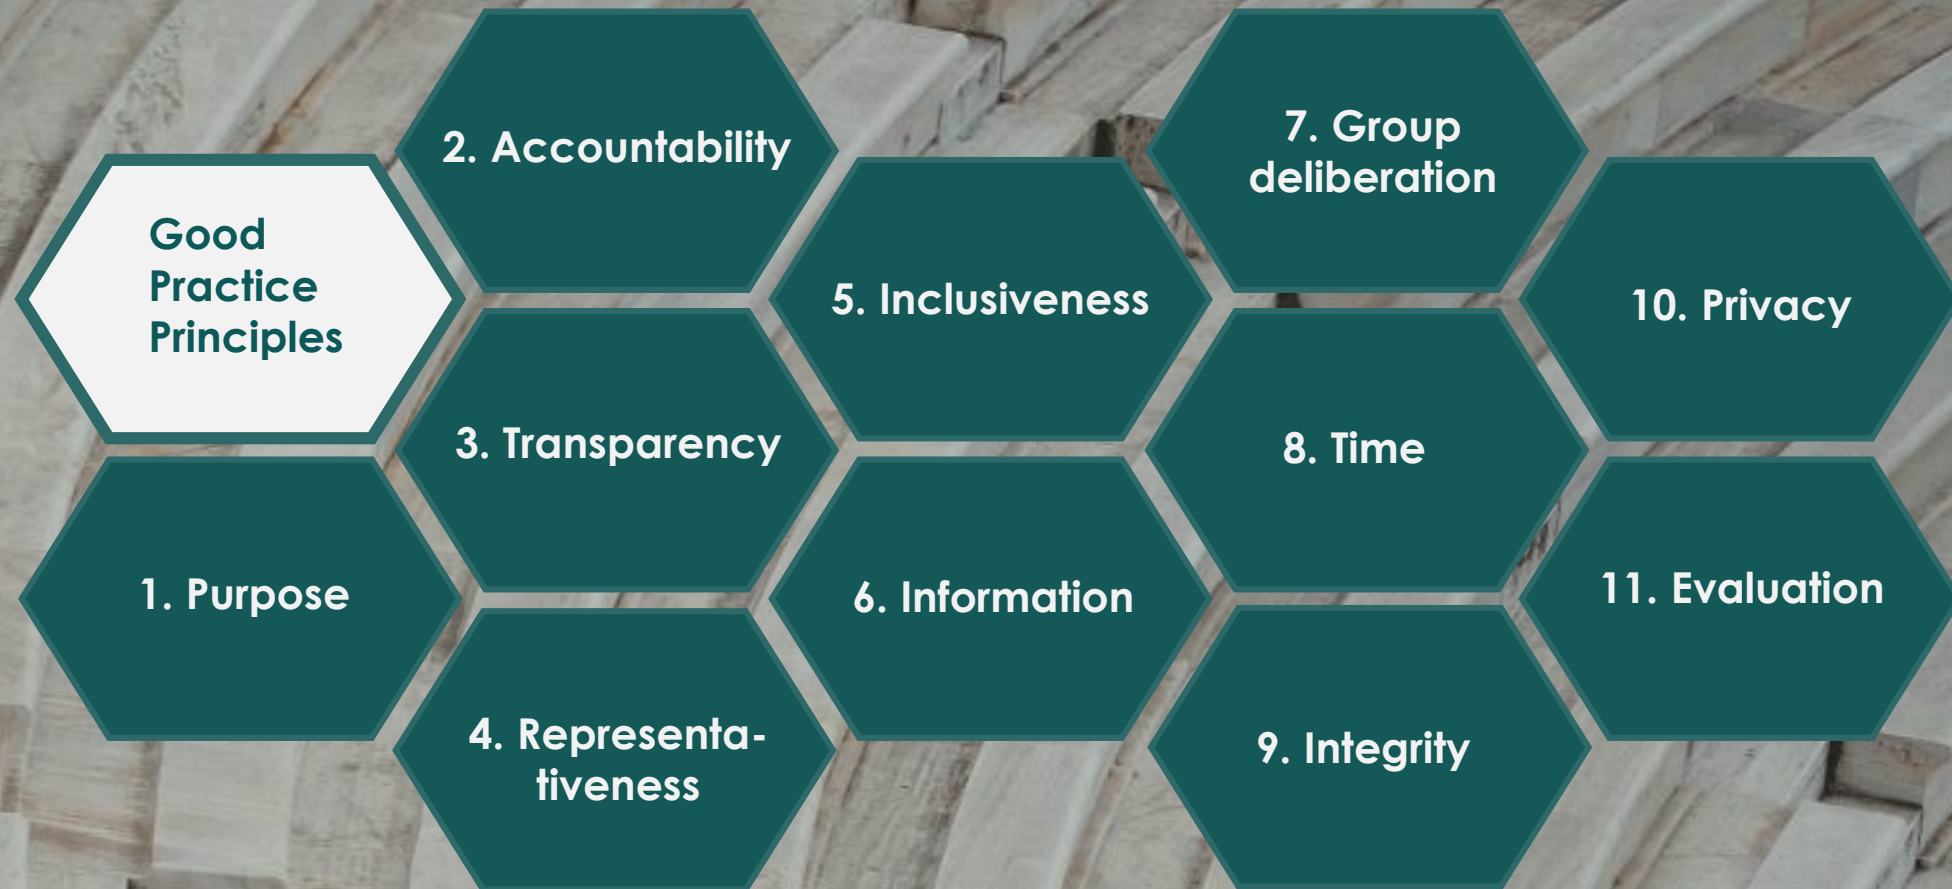 Good
Practice
Principles
1. Purpose
2. Accountability
3. Transparency
4. Representa-
tiveness
5. Inclusiveness
6. Information
7. Group
deliberation
8. Time
9. Integrity
10. Privacy
11. Evaluation